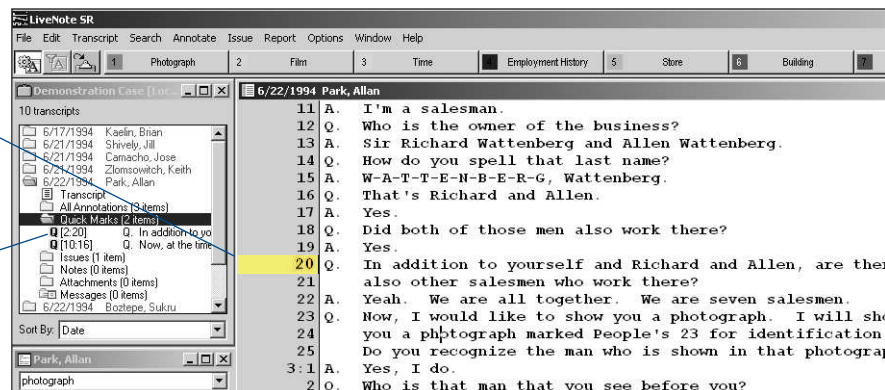 LiveNote SR
File Edit Transcript Search Annotate Issue Report Options Window Help
1 Photograph 2 Film 3 Time 4 Employment History 5 Store 6 Building 7
Demonstration Case [Loc...
10 transcripts
6/17/1994 Kaelin, Brian
6/21/1994 Shively, Jill
6/21/1994 Camacho, Jose
6/21/1994 Zlomsowitch, Keith
6/22/1994 Park, Allan
Transcript
All Annotations (3 items)
Quick Marks (2 items)
Q [2:20] Q. In addition to yo
Q [10:16] Q. Now, at the time
Issues (1 item)
Notes (0 items)
Attachments (0 items)
Messages (0 items)
6/22/1994 Boztepe, Sukru
Sort By: Date
Park, Allan
photograph
6/22/1994 Park, Allan
11 A. I'm a salesman.
12 Q. Who is the owner of the business?
13 A. Sir Richard Wattenberg and Allen Wattenberg.
14 Q. How do you spell that last name?
15 A. W-A-T-T-E-N-B-E-R-G, Wattenberg.
16 Q. That's Richard and Allen.
17 A. Yes.
18 Q. Did both of those men also work there?
19 A. Yes.
20 Q. In addition to yourself and Richard and Allen, are ther
21 also other salesmen who work there?
22 A. Yeah. We are all together. We are seven salesmen.
23 Q. Now, I would like to show you a photograph. I will sho
24 you a photograph marked People's 23 for identification
25 Do you recognize the man who is shown in that photograp
3:1 A. Yes, I do.
2 Q. Who is that man that you see before you?